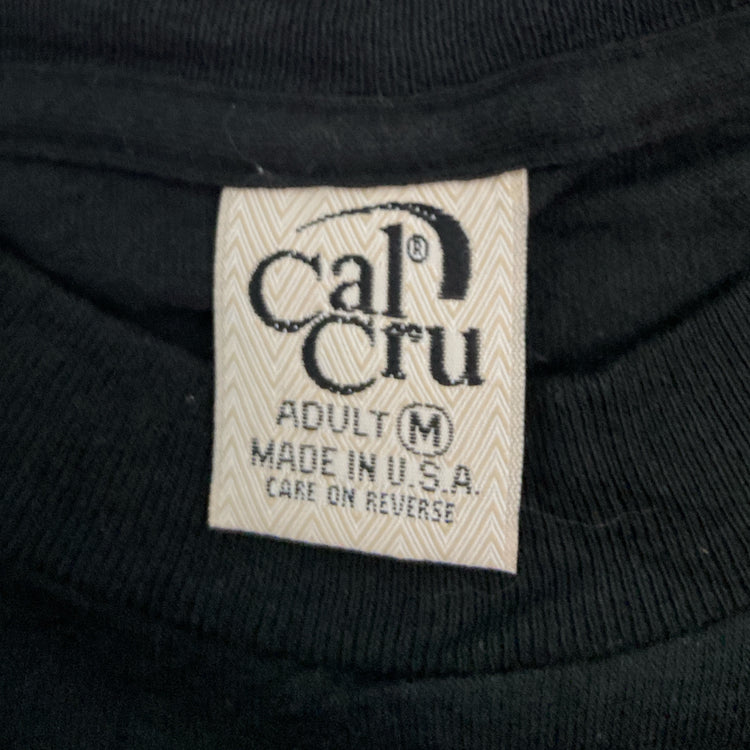 Cal®
Cru
ADULT M
MADE IN U.S.A.
CARE ON REVERSE